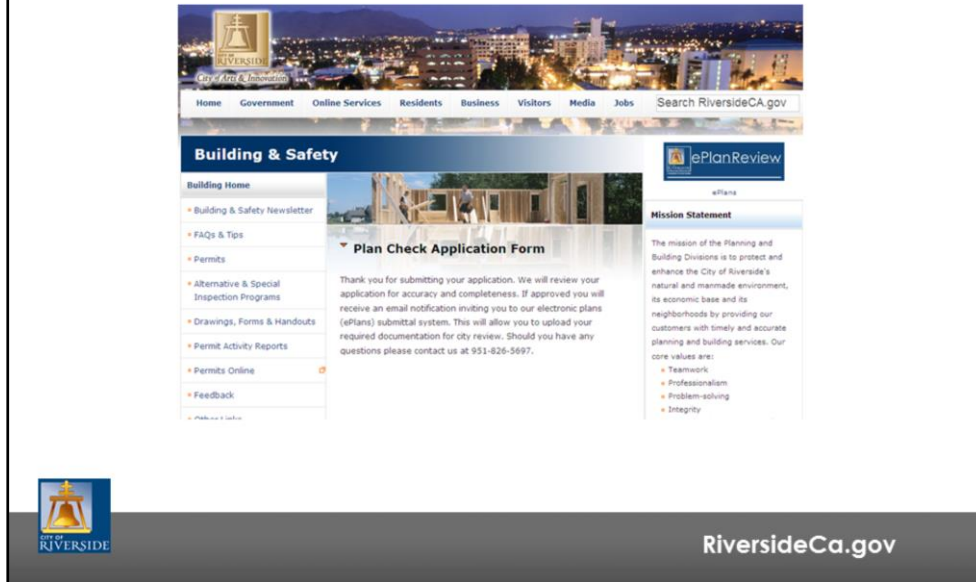 CITY OF
RIVERSIDE
City of Arts & Innovation
Home Government Online Services Residents Business Visitors Media Jobs Search RiversideCA.gov
Building & Safety
Building Home
Building & Safety Newsletter
FAQs & Tips
Permits
Alternative & Special
Inspection Programs
Drawings, Forms & Handouts
Permit Activity Reports
Permits Online
Feedback
Other Links
Plan Check Application Form
Thank you for submitting your application. We will review your
application for accuracy and completeness. If approved you will
receive an email notification inviting you to our electronic plans
(ePlans) submittal system. This will allow you to upload your
required documentation for city review. Should you have any
questions please contact us at 951-826-5697.
ePlanReview
ePlans
Mission Statement
The mission of the Planning and
Building Divisions is to protect and
enhance the City of Riverside's
natural and manmade environment,
its economic base and its
neighborhoods by providing our
customers with timely and accurate
planning and building services. Our
core values are:
Teamwork
Professionalism
Problem-solving
Integrity
CITY OF
RIVERSIDE
RiversideCa.gov